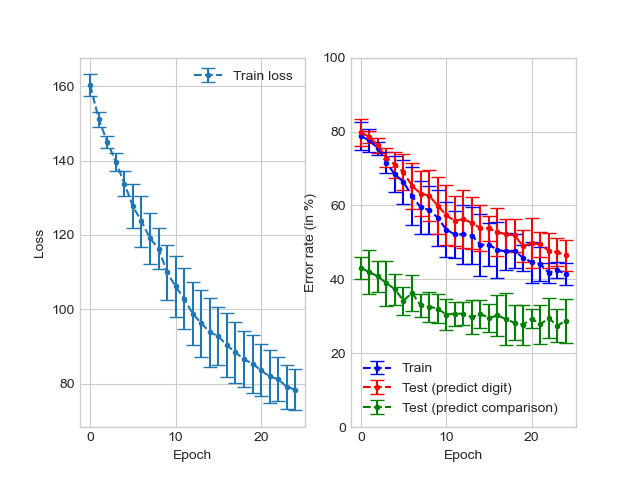 160
140
120
100
80
0
10
20
Epoch
Loss
Train loss
100
80
60
40
20
0
0
10
20
Epoch
Error rate (in %)
Train
Test (predict digit)
Test (predict comparison)